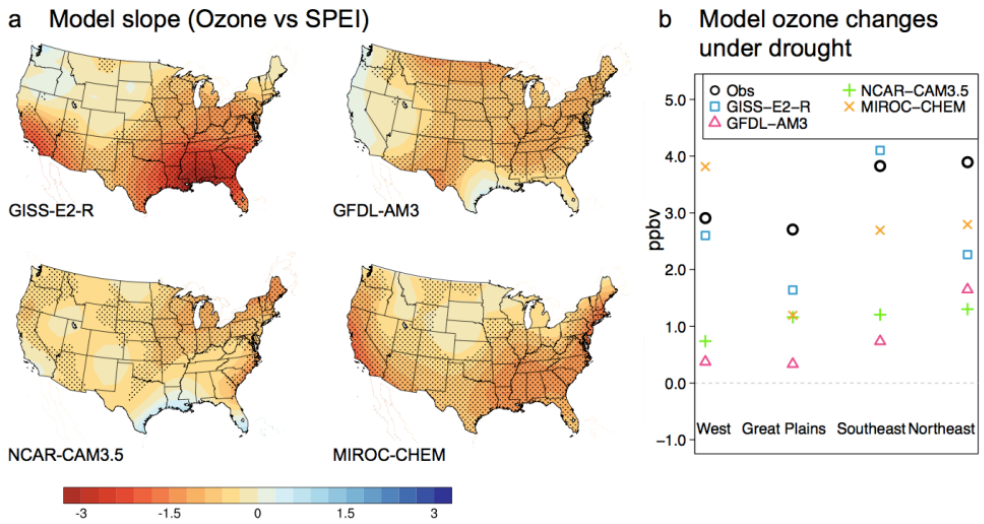 a Model slope (Ozone vs SPEI)
GISS-E2-R
GFDL-AM3
NCAR-CAM3.5
MIROC-CHEM
-3 -1.5 0 1.5 3
b Model ozone changes
under drought
Obs
GISS-E2-R
GFDL-AM3
NCAR-CAM3.5
MIROC-CHEM
ppbv
5.0
4.0
3.0
2.0
1.0
0.0
-1.0
West Great Plains Southeast Northeast